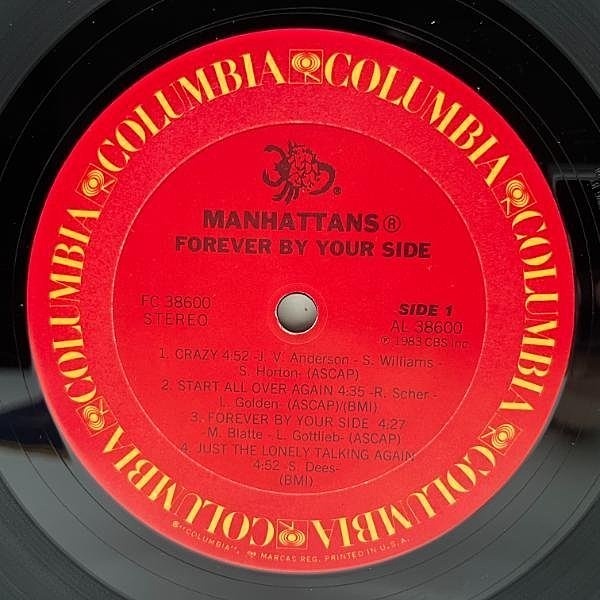 COLUMBIA COLUMBIA COLUMBIA COLUMBIA COLUMBIA COLUMBIA COLUMBIA
®
MANHATTANS®
FOREVER BY YOUR SIDE
FC 38600
STEREO
SIDE 1
AL 38600
℗ 1983 CBS Inc.
1. CRAZY 4:52 -J. V. Anderson - S. Williams -
S. Horton- (ASCAP)
2. START ALL OVER AGAIN 4:35 -R. Scher -
L. Golden- (ASCAP)/(BMI)
3. FOREVER BY YOUR SIDE 4:27
-M. Blatte - L. Gottlieb- (ASCAP)
4. JUST THE LONELY TALKING AGAIN
4:52 -S. Dees-
(BMI)
® "COLUMBIA", MARCAS REG. PRINTED IN U.S.A.